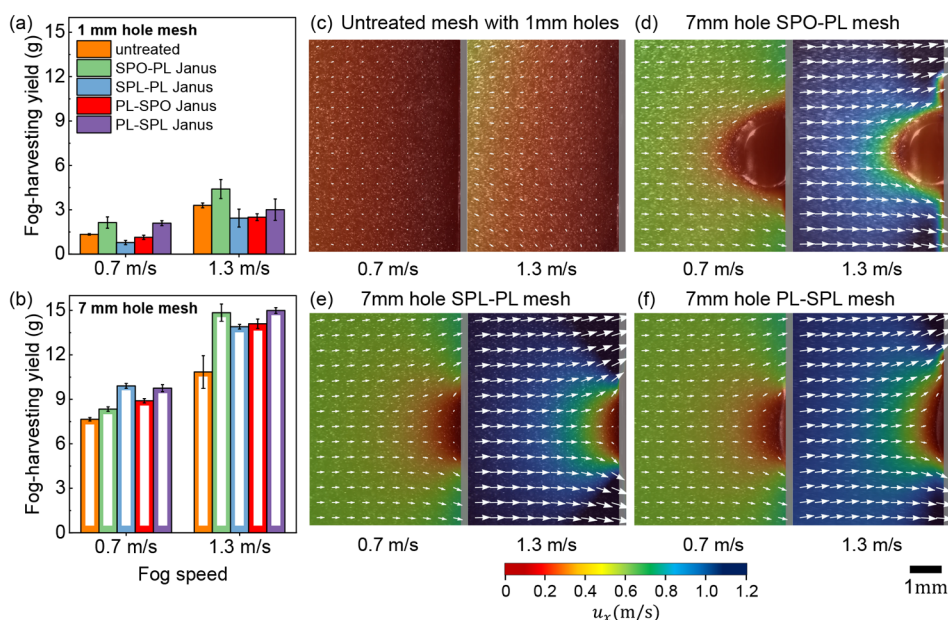 (a)
1 mm hole mesh
untreated
SPO-PL Janus
SPL-PL Janus
PL-SPO Janus
PL-SPL Janus
Fog-harvesting yield (g)
15
12
9
6
3
0
0.7 m/s
1.3 m/s
(b)
7 mm hole mesh
Fog-harvesting yield (g)
15
12
9
6
3
0
0.7 m/s
1.3 m/s
Fog speed
(c) Untreated mesh with 1mm holes
0.7 m/s
1.3 m/s
(d) 7mm hole SPO-PL mesh
0.7 m/s
1.3 m/s
(e) 7mm hole SPL-PL mesh
0.7 m/s
1.3 m/s
(f) 7mm hole PL-SPL mesh
0.7 m/s
1.3 m/s
0 0.2 0.4 0.6 0.8 1.0 1.2
u_x(m/s)
1mm